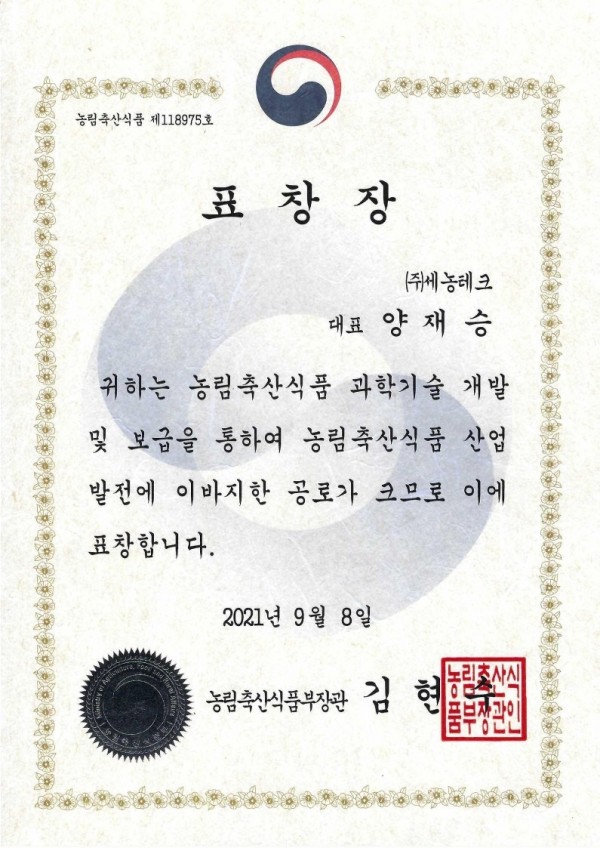 농림축산식품 제118975호
표 창 장
㈜세농테크
대표 양 재 승
귀하는 농림축산식품 과학기술 개발
및 보급을 통하여 농림축산식품 산업
발전에 이바지한 공로가 크므로 이에
표창합니다.
2021년 9월 8일
농림축산식품부장관 김 현 수
농림축산식
품부장관인